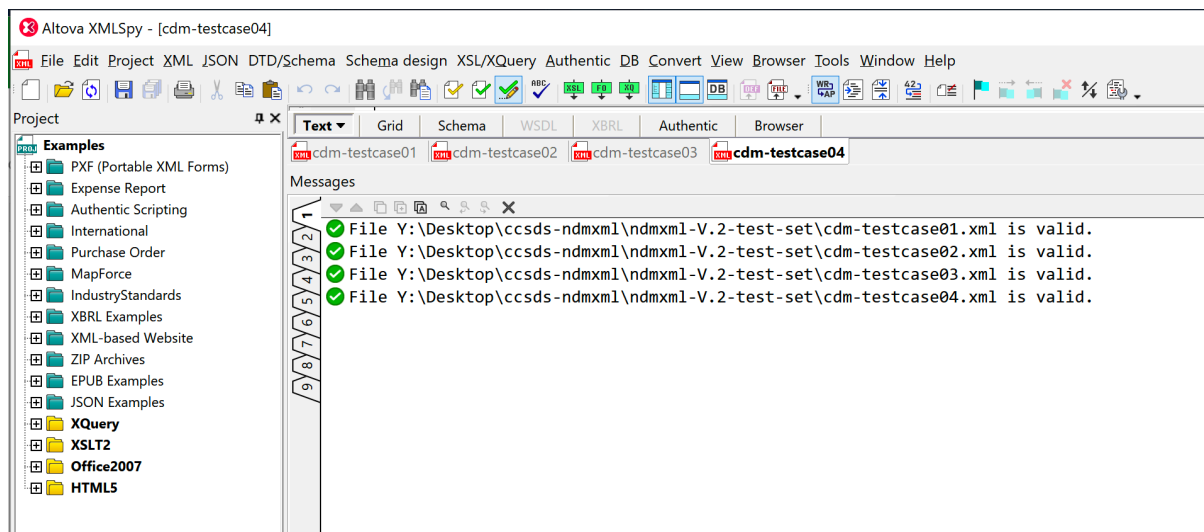 Altova XMLSpy - [cdm-testcase04]
File Edit Project XML JSON DTD/Schema Schema design XSL/XQuery Authentic DB Convert View Browser Tools Window Help
Project
Text Grid Schema WSDL XBRL Authentic Browser
Examples
cdm-testcase01 cdm-testcase02 cdm-testcase03 cdm-testcase04
PXF (Portable XML Forms)
Expense Report
Authentic Scripting
International
Purchase Order
MapForce
IndustryStandards
XBRL Examples
XML-based Website
ZIP Archives
EPUB Examples
JSON Examples
XQuery
XSLT2
Office2007
HTML5
Messages
1
2
3
4
5
6
7
8
9
File Y:\Desktop\ccsds-ndmxml\ndmxml-V.2-test-set\cdm-testcase01.xml is valid.
File Y:\Desktop\ccsds-ndmxml\ndmxml-V.2-test-set\cdm-testcase02.xml is valid.
File Y:\Desktop\ccsds-ndmxml\ndmxml-V.2-test-set\cdm-testcase03.xml is valid.
File Y:\Desktop\ccsds-ndmxml\ndmxml-V.2-test-set\cdm-testcase04.xml is valid.